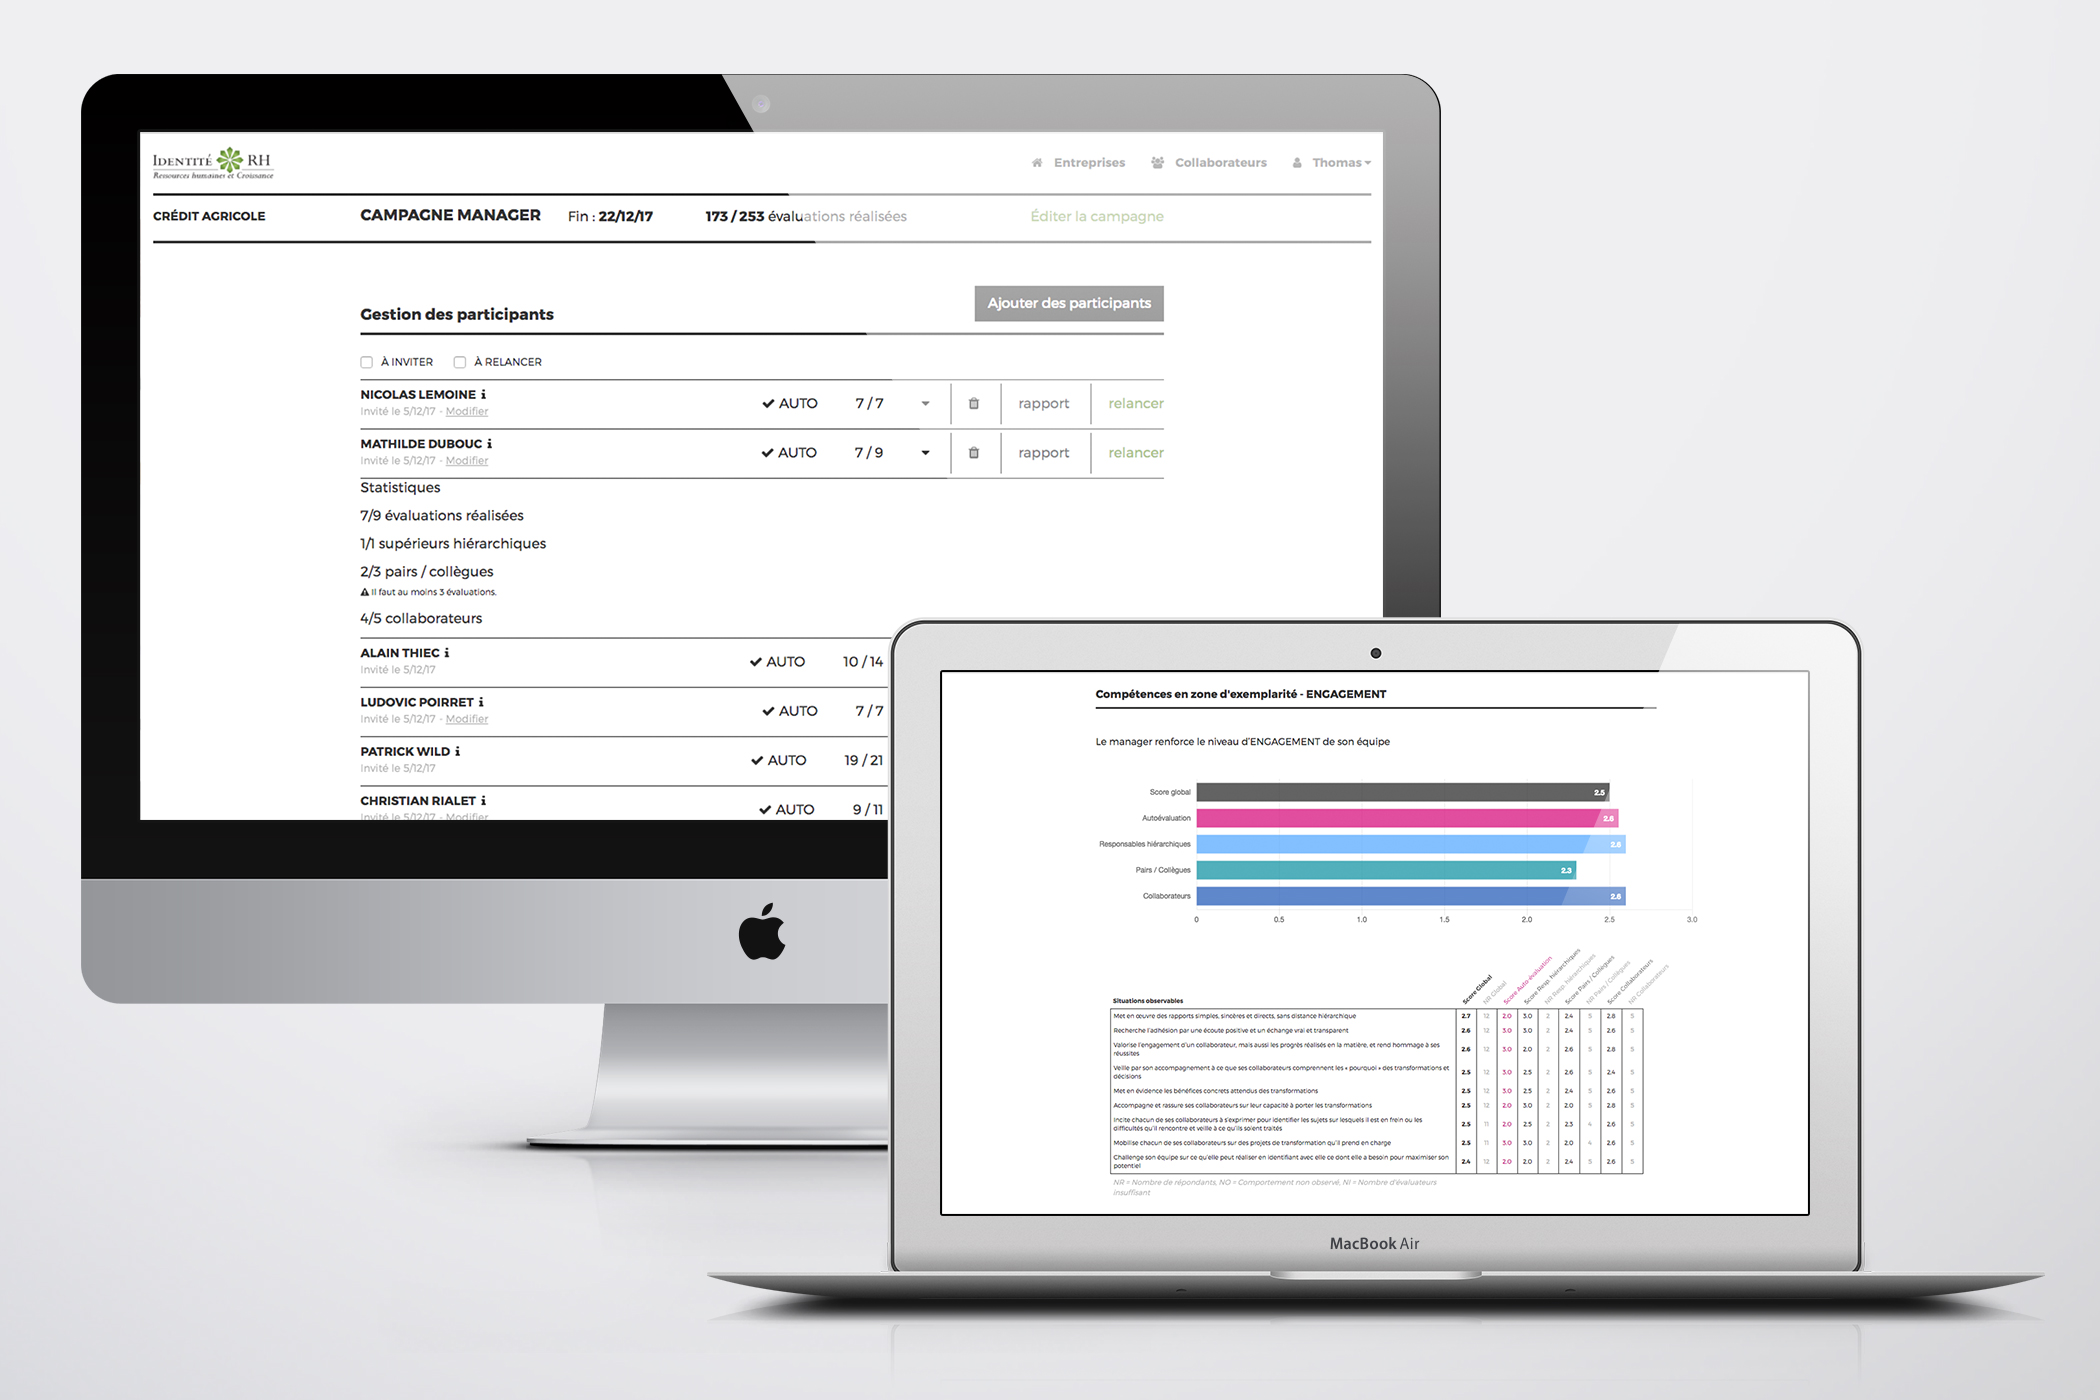 IDENTITÉ RH
Ressources humaines et Croissance
Entreprises
Collaborateurs
Thomas
CRÉDIT AGRICOLE
CAMPAGNE MANAGER
Fin : 22/12/17
173 / 253 évaluations réalisées
Éditer la campagne
Gestion des participants
Ajouter des participants
À INVITER
À RELANCER
NICOLAS LEMOINE i
Invité le 5/12/17 - Modifier
AUTO
7 / 7
rapport
relancer
MATHILDE DUBOUC i
Invité le 5/12/17 - Modifier
AUTO
7 / 9
rapport
relancer
Statistiques
7/9 évaluations réalisées
1/1 supérieurs hiérarchiques
2/3 pairs / collègues
Il faut au moins 3 évaluations.
4/5 collaborateurs
ALAIN THIEC i
Invité le 5/12/17
AUTO
10 / 14
LUDOVIC POIRRET i
Invité le 5/12/17 - Modifier
AUTO
7 / 7
PATRICK WILD i
Invité le 5/12/17
AUTO
19 / 21
CHRISTIAN RIALET i
Invité le 5/12/17 - Modifier
AUTO
9 / 11
Compétences en zone d'exemplarité - ENGAGEMENT
Le manager renforce le niveau d'ENGAGEMENT de son équipe
Score global 2.5
Autoévaluation 2.6
Responsables hiérarchiques 2.6
Pairs / Collègues 2.3
Collaborateurs 2.6
0 0.5 1.0 1.5 2.0 2.5 3.0
Situations observables
Score Global
NR Global
Score Auto-évaluation
Score Resp. hiérarchiques
NR Resp. hiérarchiques
Score Pairs / Collègues
NR Pairs / Collègues
Score Collaborateurs
NR Collaborateurs
Met en œuvre des rapports simples, sincères et directs, sans distance hiérarchique 2.7 12 2.0 3.0 2 2.4 5 2.8 5
Recherche l'adhésion par une écoute positive et un échange vrai et transparent 2.6 12 3.0 3.0 2 2.4 5 2.6 5
Valorise l'engagement d'un collaborateur, mais aussi les progrès réalisés en la matière, et rend hommage à ses
réussites 2.6 12 3.0 2.0 2 2.6 5 2.8 5
Veille par son accompagnement à ce que ses collaborateurs comprennent les « pourquoi » des transformations et
décisions 2.5 12 3.0 2.5 2 2.6 5 2.4 5
Met en évidence les bénéfices concrets attendus des transformations 2.5 12 3.0 2.5 2 2.4 5 2.6 5
Accompagne et rassure ses collaborateurs sur leur capacité à porter les transformations 2.5 12 2.0 3.0 2 2.0 5 2.8 5
Incite chacun de ses collaborateurs à s'exprimer pour identifier les sujets sur lesquels il est en frein ou les
difficultés qu'il rencontre et veille à ce qu'ils soient traités 2.5 11 2.0 2.5 2 2.3 4 2.6 5
Mobilise chacun de ses collaborateurs sur des projets de transformation qu'il prend en charge 2.5 11 3.0 3.0 2 2.0 4 2.6 5
Challenge son équipe sur ce qu'elle peut réaliser en identifiant avec elle ce dont elle a besoin pour maximiser son
potentiel 2.4 12 2.0 2.0 2 2.4 5 2.6 5
NR = Nombre de répondants, NO = Comportement non observé, NI = Nombre d'évaluateurs
insuffisant
MacBook Air